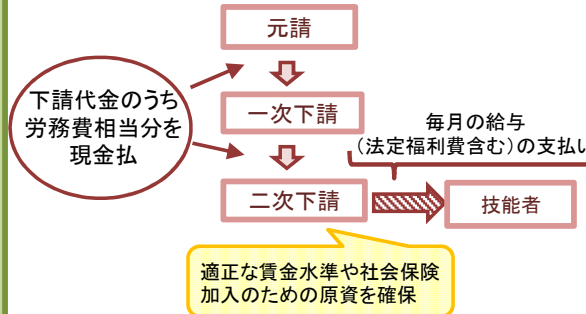 元請
下請代金のうち
労務費相当分を
現金払
一次下請
毎月の給与
(法定福利費含む)の支払い
二次下請
技能者
適正な賃金水準や社会保険
加入のための原資を確保